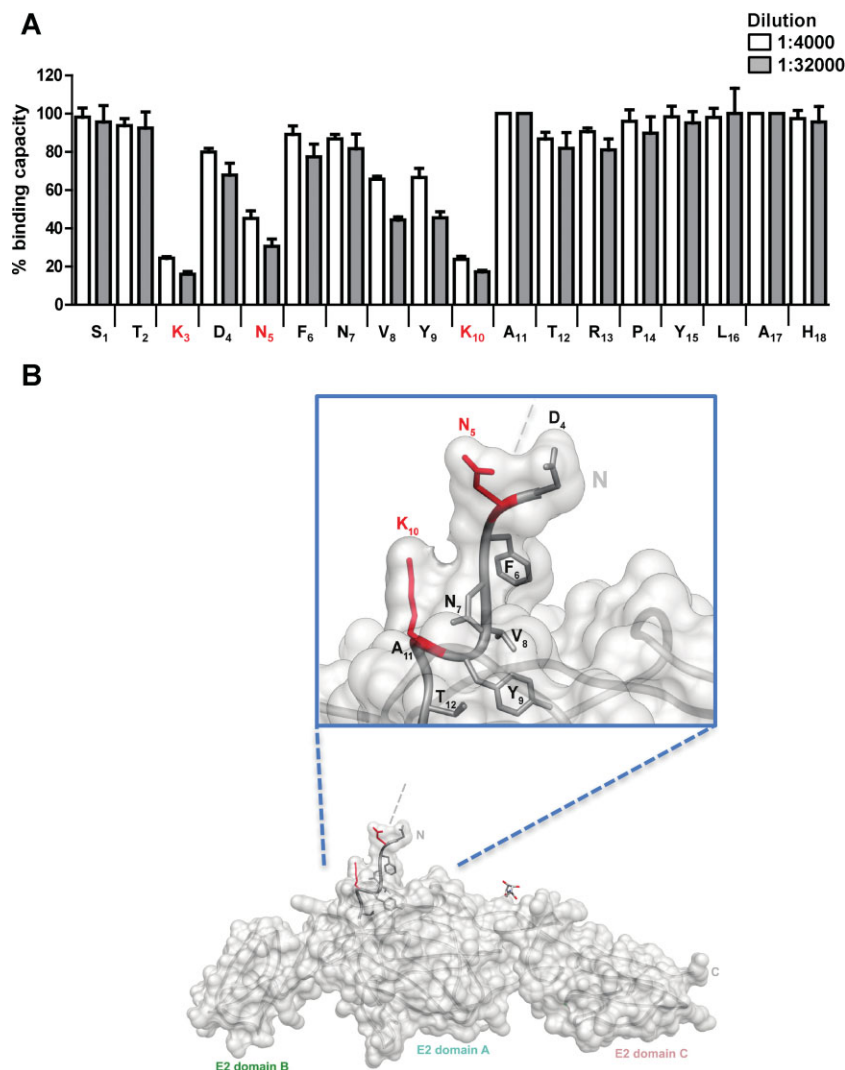 A
Dilution
1:4000
1:32000
% binding capacity
120
100
80
60
40
20
0
S1 T2 K3 D4 N5 F6 N7 V8 Y9 K10 A11 T12 R13 P14 Y15 L16 A17 H18
B
N5
D4
N
K10
F6
N7
V8
A11
Y9
T12
N
C
E2 domain A
E2 domain C
E2 domain B